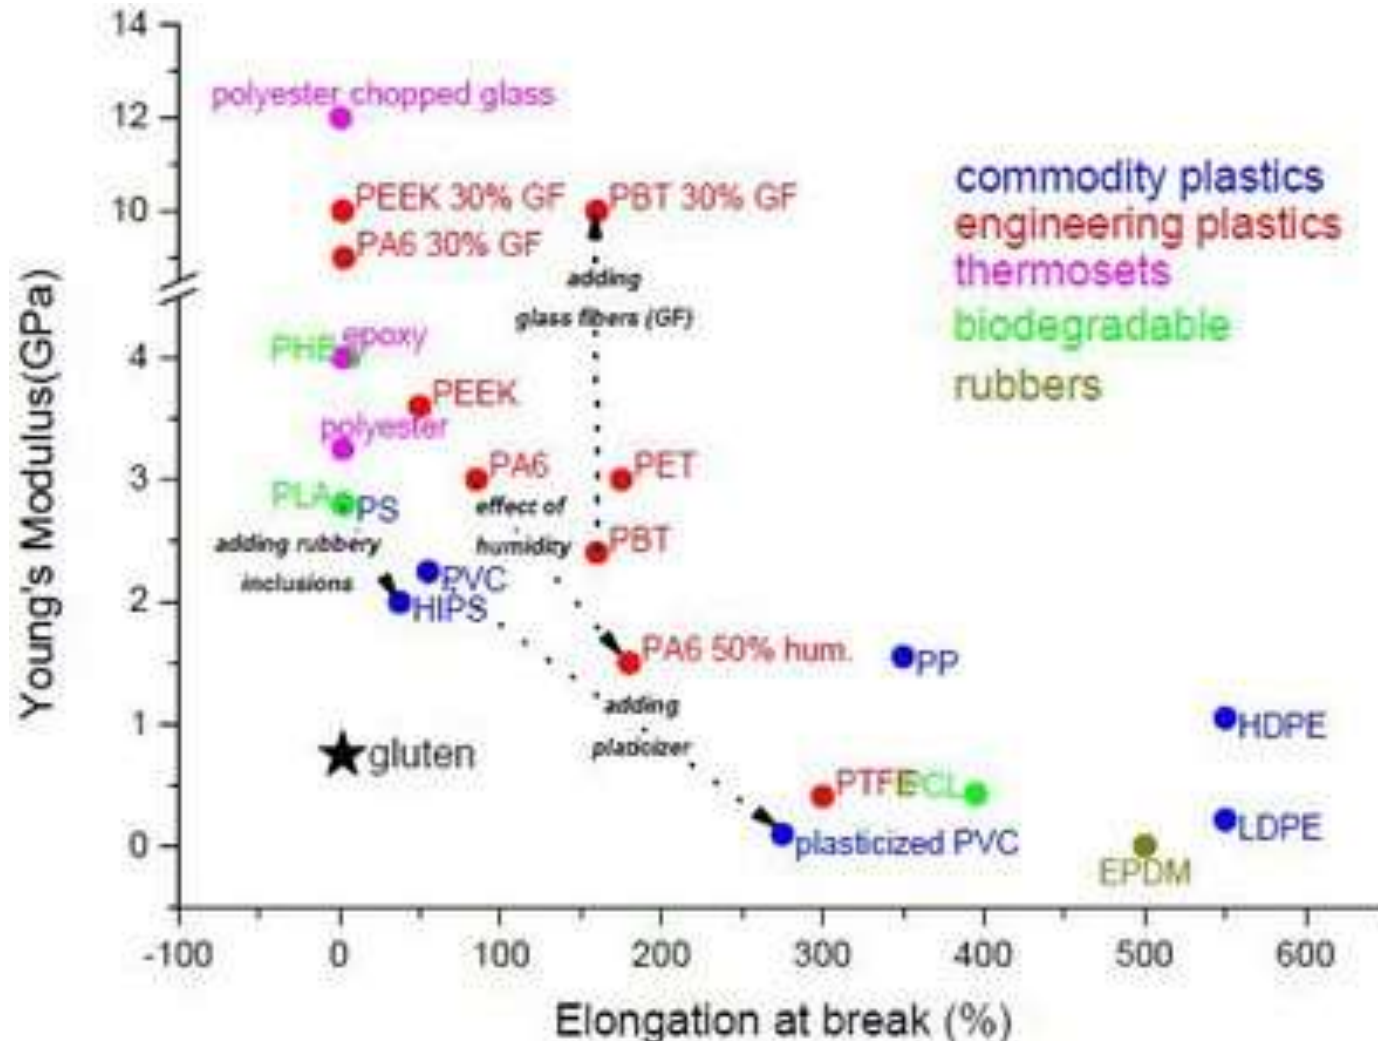 14
polyester chopped glass
12
PEEK 30% GF
PBT 30% GF
10
PA6 30% GF
adding
glass fibers (GF)
commodity plastics
engineering plastics
thermosets
biodegradable
rubbers
Young's Modulus(GPa)
epoxy
4
PEEK
polyester
3
PA6
PET
PLA
PS
effect of
humidity
PBT
adding rubbery
inclusions
PVC
2
HIPS
PA6 50% hum.
PP
adding
platicizer
1
HDPE
gluten
PTFE
PCL
LDPE
0
plasticized PVC
EPDM
-100 0 100 200 300 400 500 600
Elongation at break (%)